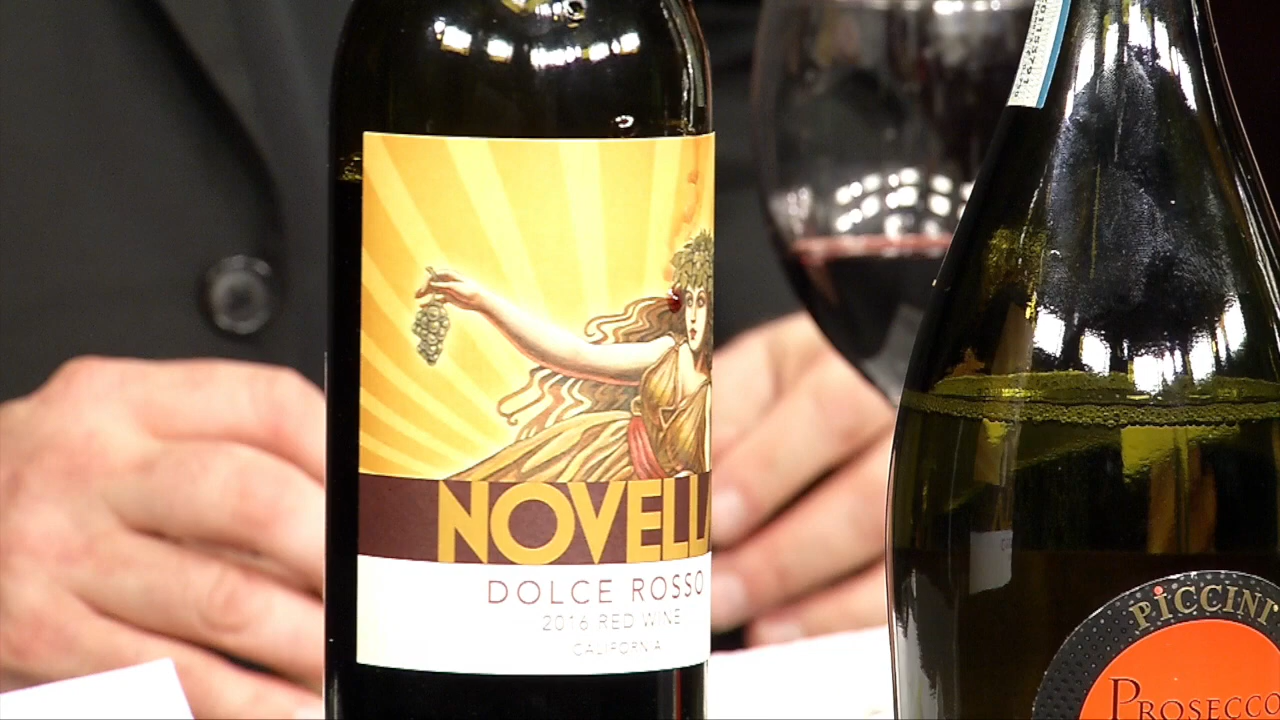 NOVELLA
DOLCE ROSSO
2016 RED WINE
CALIFORNIA
PICCINI
PROSECCO